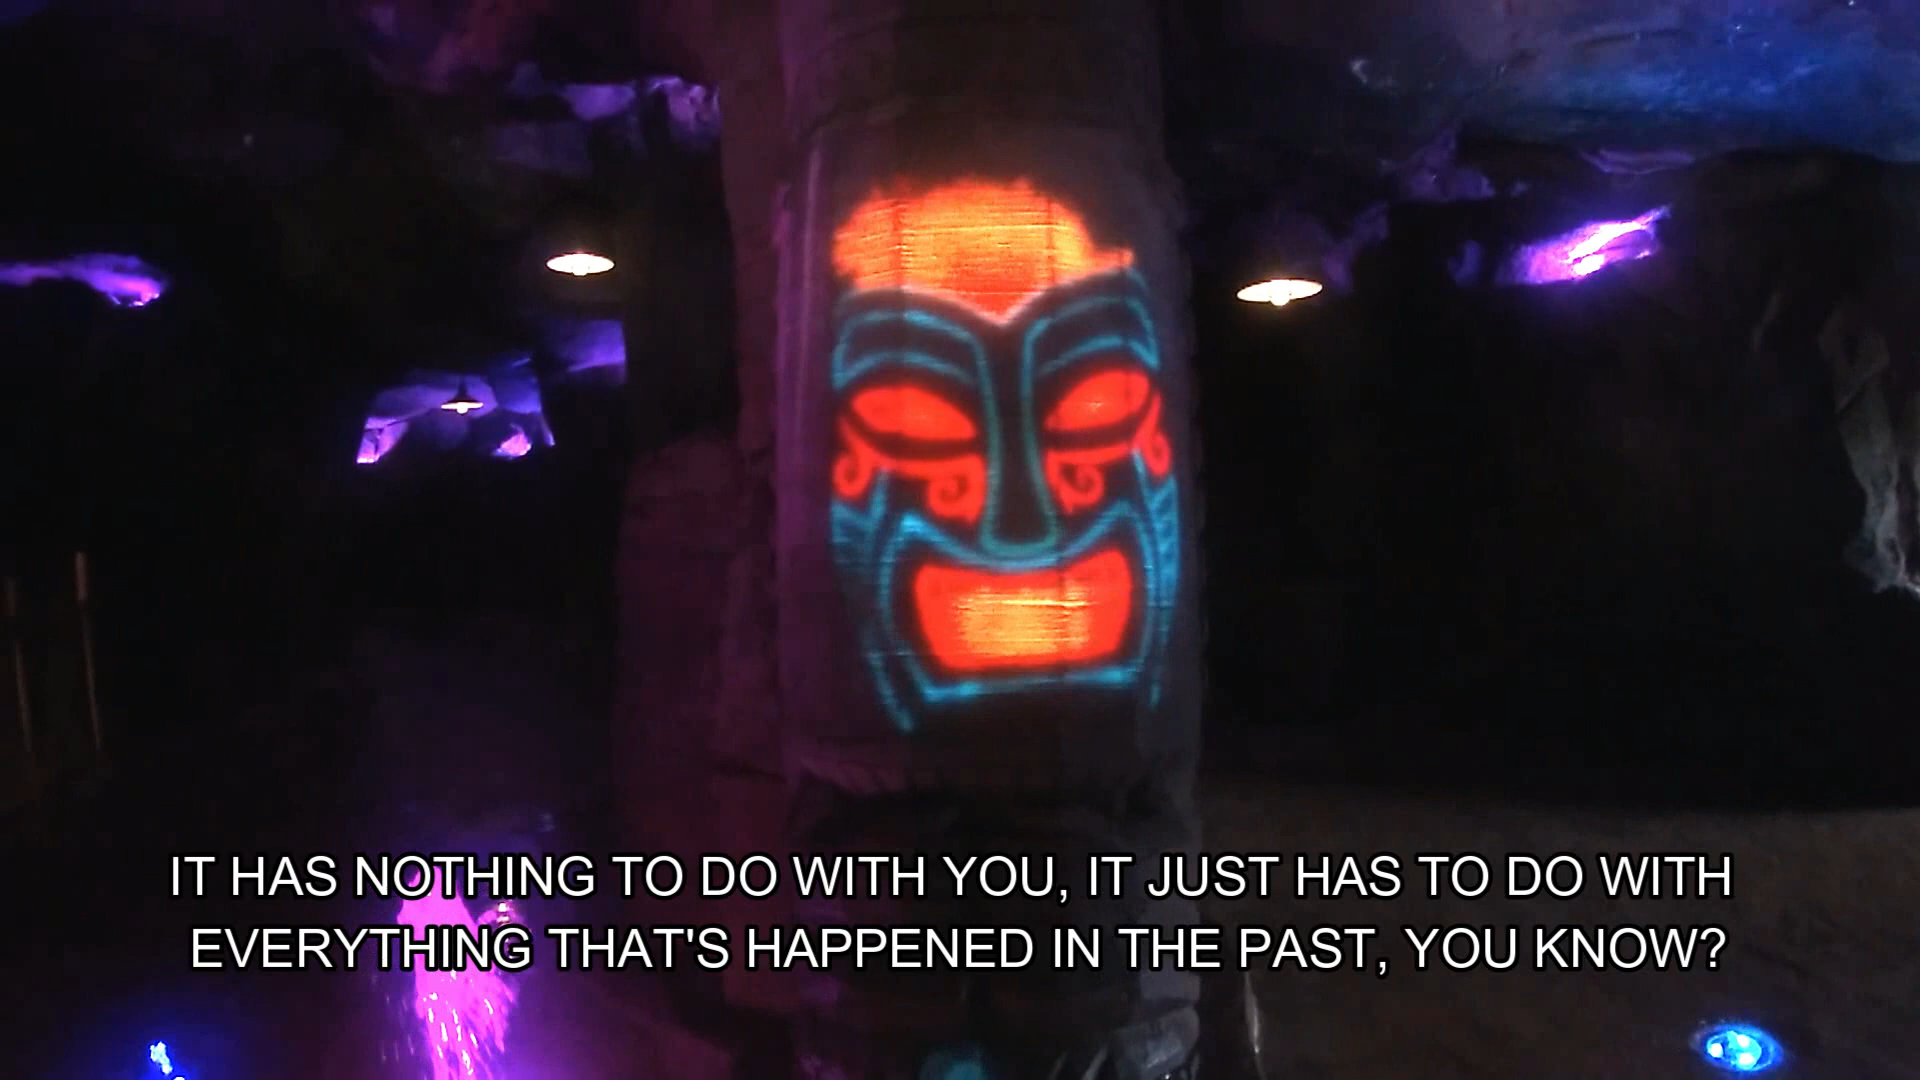 IT HAS NOTHING TO DO WITH YOU, IT JUST HAS TO DO WITH
EVERYTHING THAT'S HAPPENED IN THE PAST, YOU KNOW?